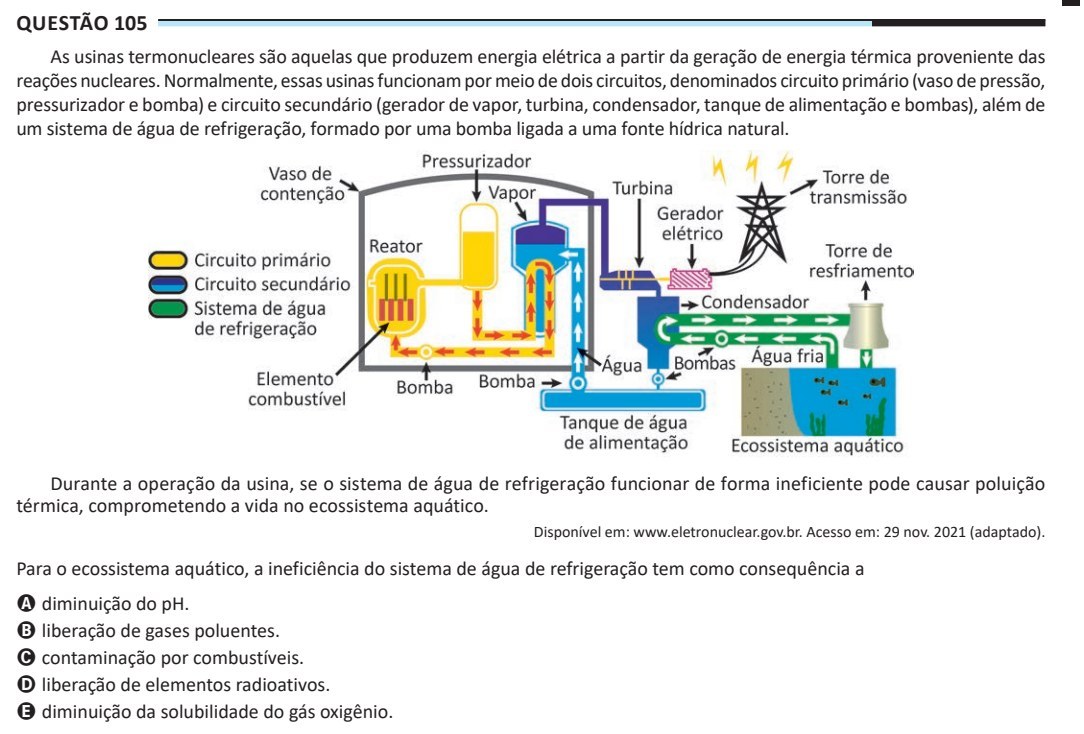 QUESTÃO 105
As usinas termonucleares são aquelas que produzem energia elétrica a partir da geração de energia térmica proveniente das
reações nucleares. Normalmente, essas usinas funcionam por meio de dois circuitos, denominados circuito primário (vaso de pressão,
pressurizador e bomba) e circuito secundário (gerador de vapor, turbina, condensador, tanque de alimentação e bombas), além de
um sistema de água de refrigeração, formado por uma bomba ligada a uma fonte hídrica natural.
Vaso de
contenção
Pressurizador
Vapor
Turbina
Gerador
elétrico
Torre de
transmissão
Reator
Torre de
resfriamento
Circuito primário
Circuito secundário
Sistema de água
de refrigeração
Condensador
Água fria
Elemento
combustível
Bomba
Bomba
Água
Bombas
Tanque de água
de alimentação
Ecossistema aquático
Durante a operação da usina, se o sistema de água de refrigeração funcionar de forma ineficiente pode causar poluição
térmica, comprometendo a vida no ecossistema aquático.
Disponível em: www.eletronuclear.gov.br. Acesso em: 29 nov. 2021 (adaptado).
Para o ecossistema aquático, a ineficiência do sistema de água de refrigeração tem como consequência a
A diminuição do pH.
B liberação de gases poluentes.
C contaminação por combustíveis.
D liberação de elementos radioativos.
E diminuição da solubilidade do gás oxigênio.